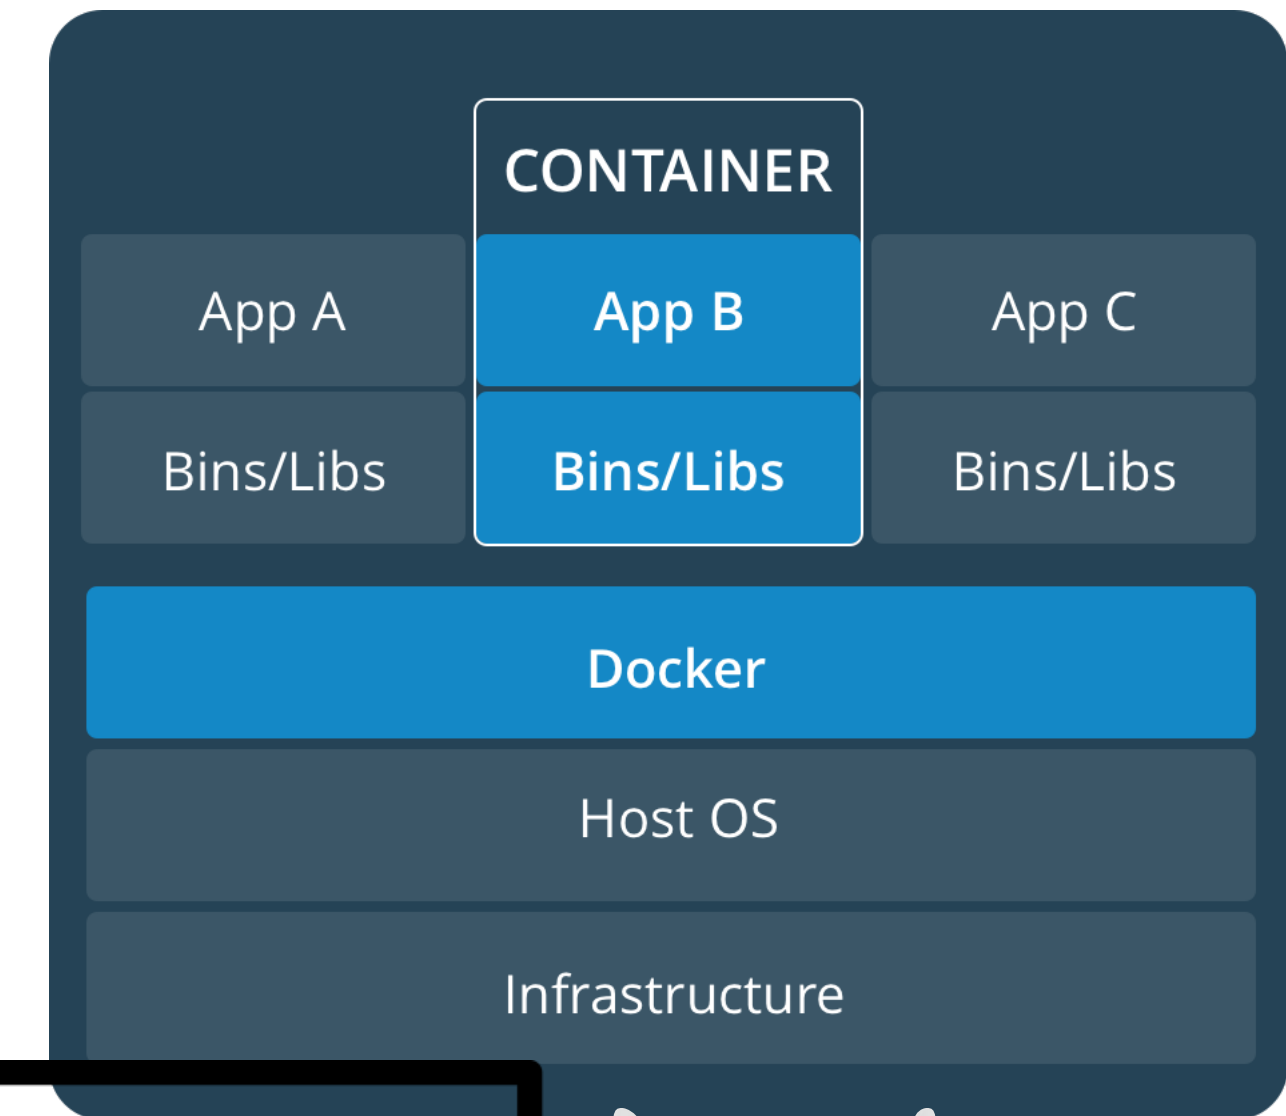 CONTAINER
App A App B App C
Bins/Libs Bins/Libs Bins/Libs
Docker
Host OS
Infrastructure